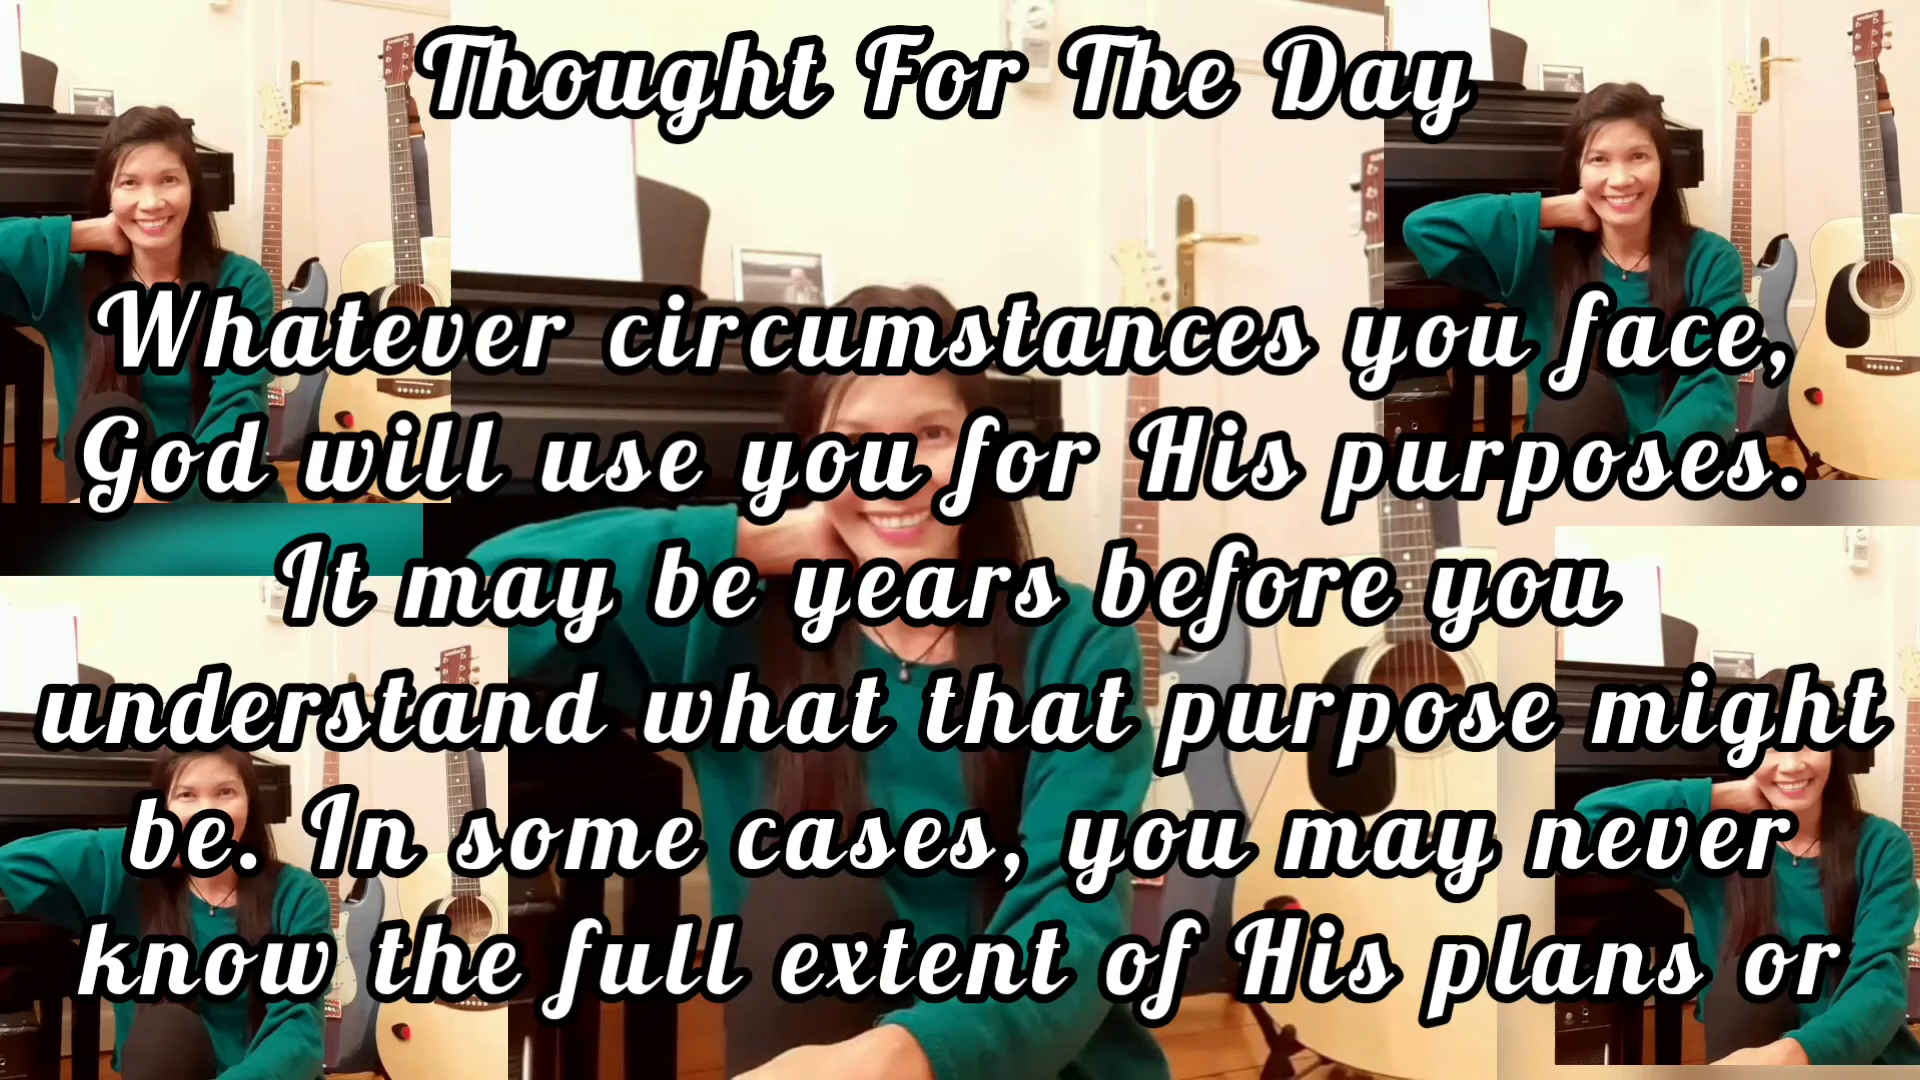 Thought For The Day
Whatever circumstances you face,
God will use you for His purposes.
It may be years before you
understand what that purpose might
be. In some cases, you may never
know the full extent of His plans or